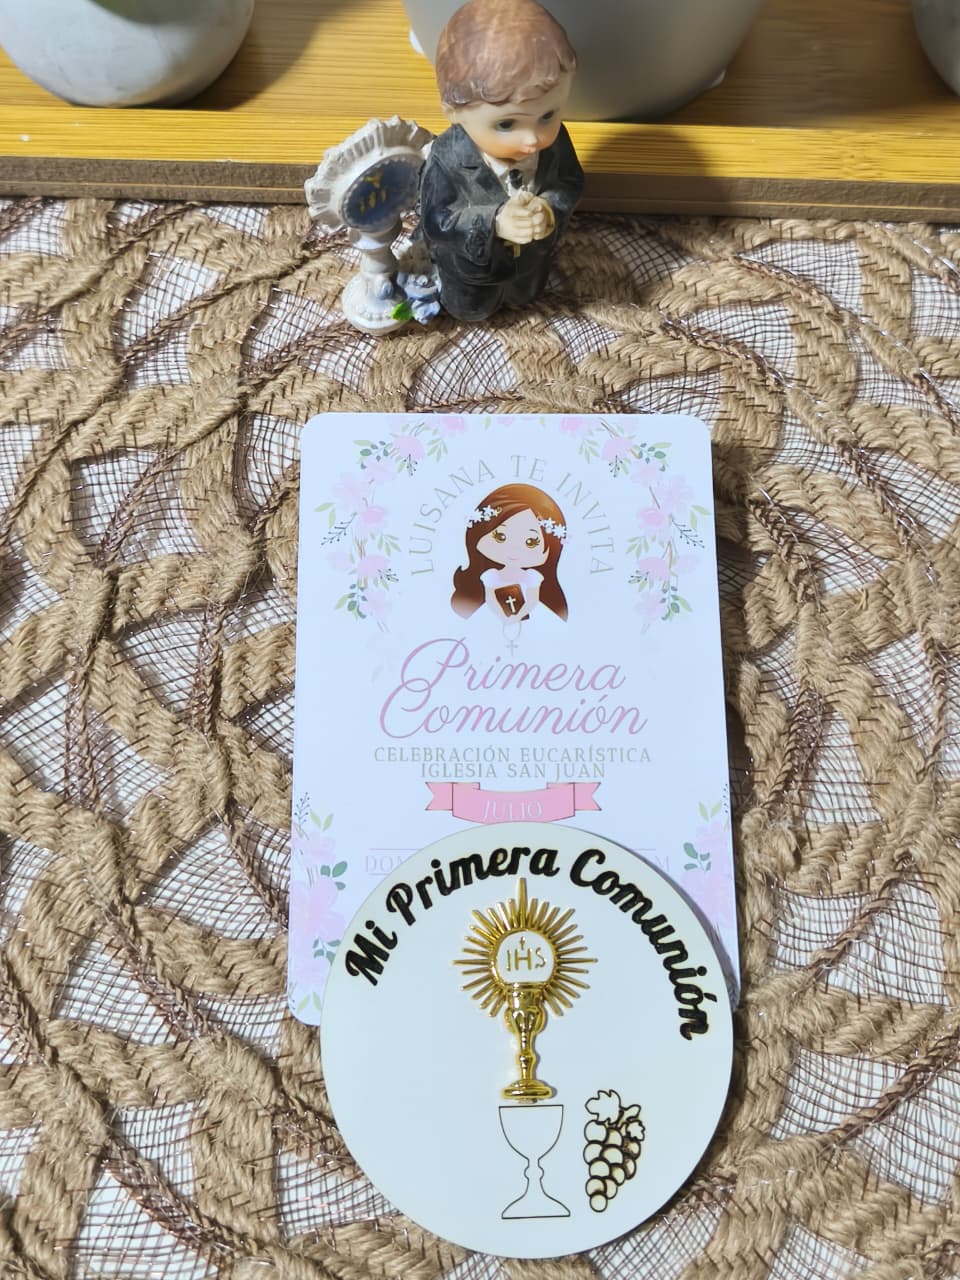 LUISANA TE INVITA
Primera
Comunión
CELEBRACIÓN EUCARÍSTICA
IGLESIA SAN JUAN
JULIO
Mi Primera Comunión
IHS